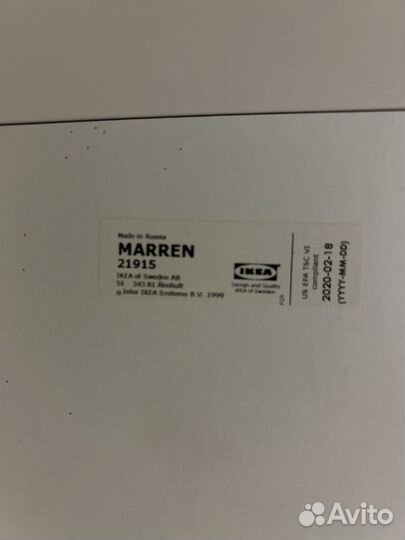 Made in Russia
MARREN
21915
IKEA of Sweden AB
SE - 343 81 Älmhult
© Inter IKEA Systems B.V. 1999
IKEA
Design and Quality
IKEA of Sweden
US EPA TSC VI
compliant
2020-02-18
(YYYY-MM-DD)
Avito